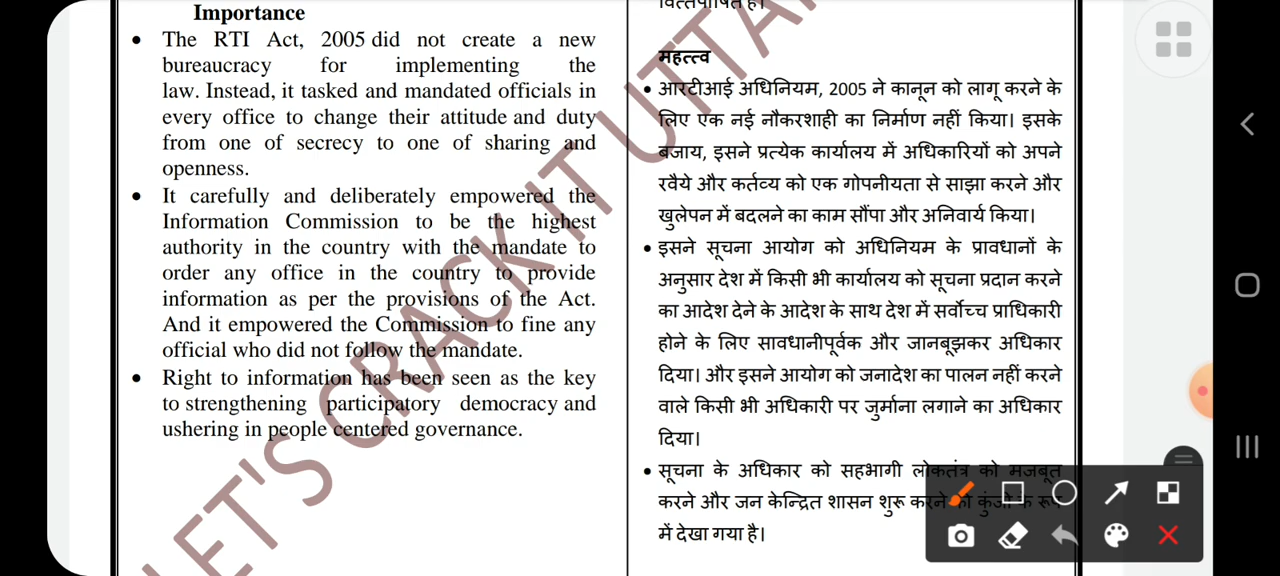 Importance
• The RTI Act, 2005 did not create a new
bureaucracy for implementing the
law. Instead, it tasked and mandated officials in
every office to change their attitude and duty
from one of secrecy to one of sharing and
openness.
• It carefully and deliberately empowered the
Information Commission to be the highest
authority in the country with the mandate to
order any office in the country to provide
information as per the provisions of the Act.
And it empowered the Commission to fine any
official who did not follow the mandate.
• Right to information has been seen as the key
to strengthening participatory democracy and
ushering in people centered governance.
महत्त्व
• आरटीआई अधिनियम, 2005 ने कानून को लागू करने के
लिए एक नई नौकरशाही का निर्माण नहीं किया। इसके
बजाय, इसने प्रत्येक कार्यालय में अधिकारियों को अपने
रवैये और कर्तव्य को एक गोपनीयता से साझा करने और
खुलेपन में बदलने का काम सौंपा और अनिवार्य किया।
• इसने सूचना आयोग को अधिनियम के प्रावधानों के
अनुसार देश में किसी भी कार्यालय को सूचना प्रदान करने
का आदेश देने के आदेश के साथ देश में सर्वोच्च प्राधिकारी
होने के लिए सावधानीपूर्वक और जानबूझकर अधिकार
दिया। और इसने आयोग को जनादेश का पालन नहीं करने
वाले किसी भी अधिकारी पर जुर्माना लगाने का अधिकार
दिया।
• सूचना के अधिकार को सहभागी लोकतंत्र को मजबूत
करने और जन केन्द्रित शासन शुरू करने की कुंजी के रूप
में देखा गया है।
LET'S CRACK IT UTTA